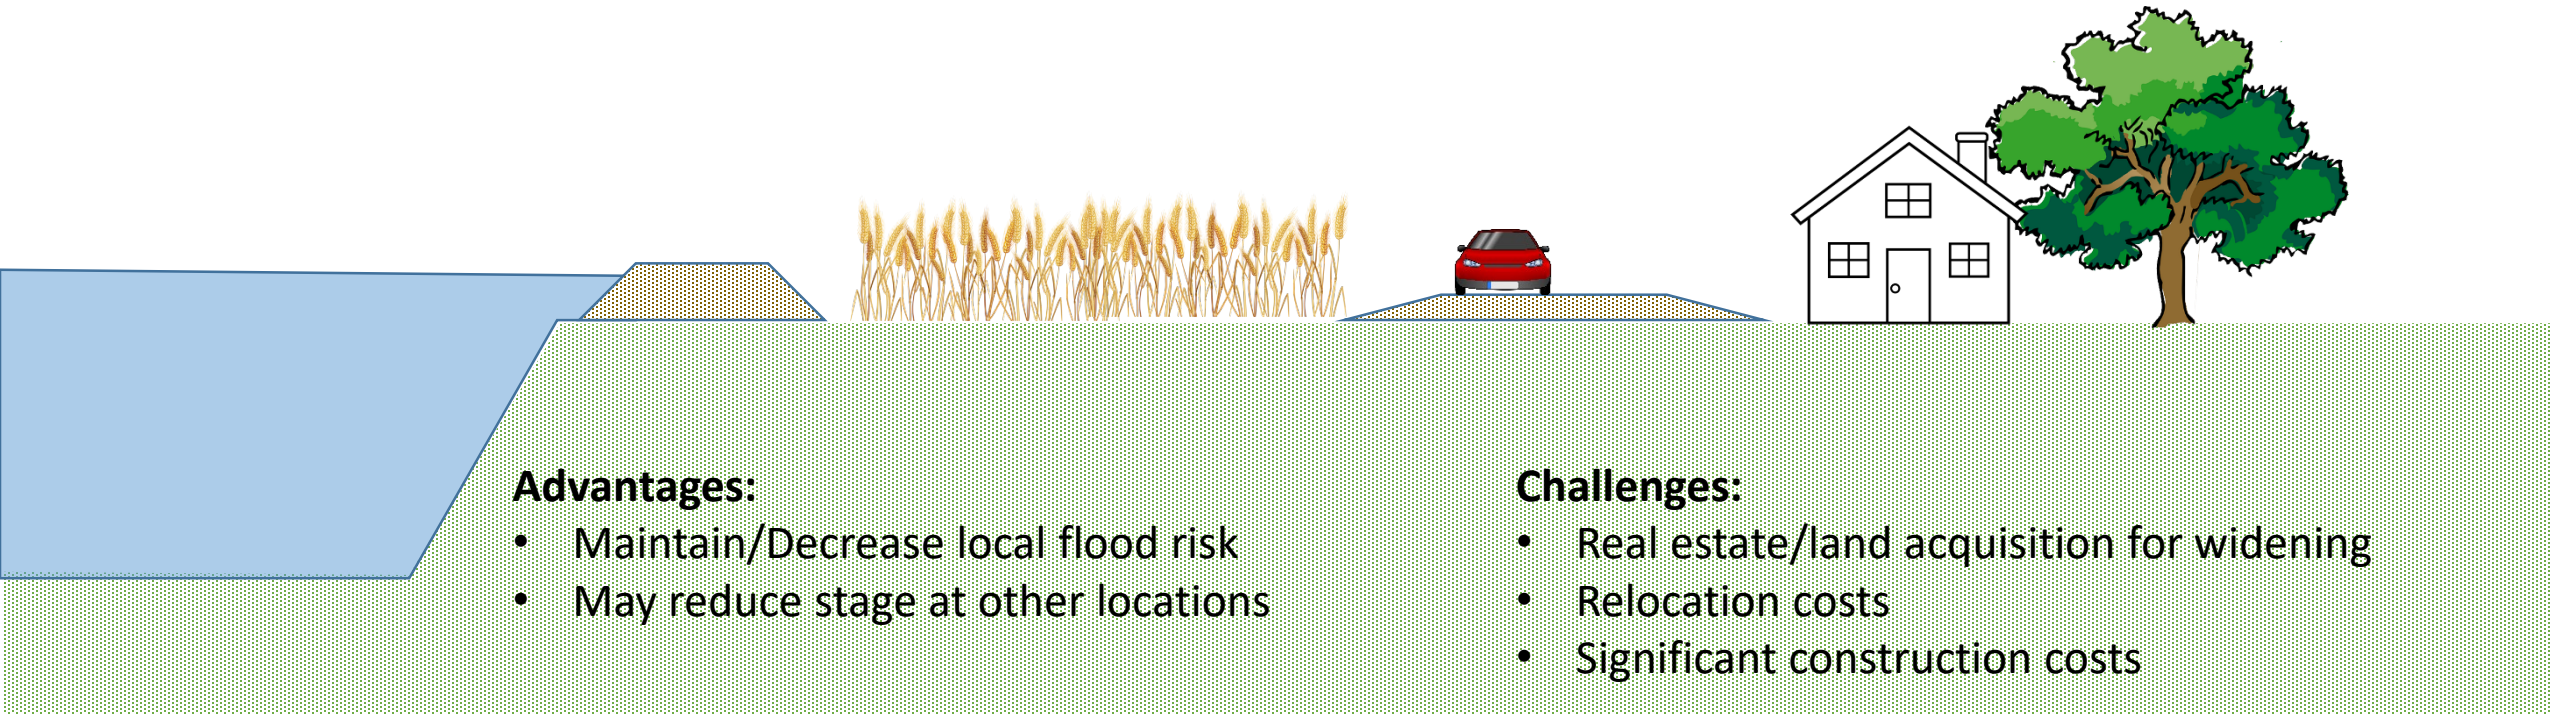 Advantages:
• Maintain/Decrease local flood risk
• May reduce stage at other locations
Challenges:
• Real estate/land acquisition for widening
• Relocation costs
• Significant construction costs